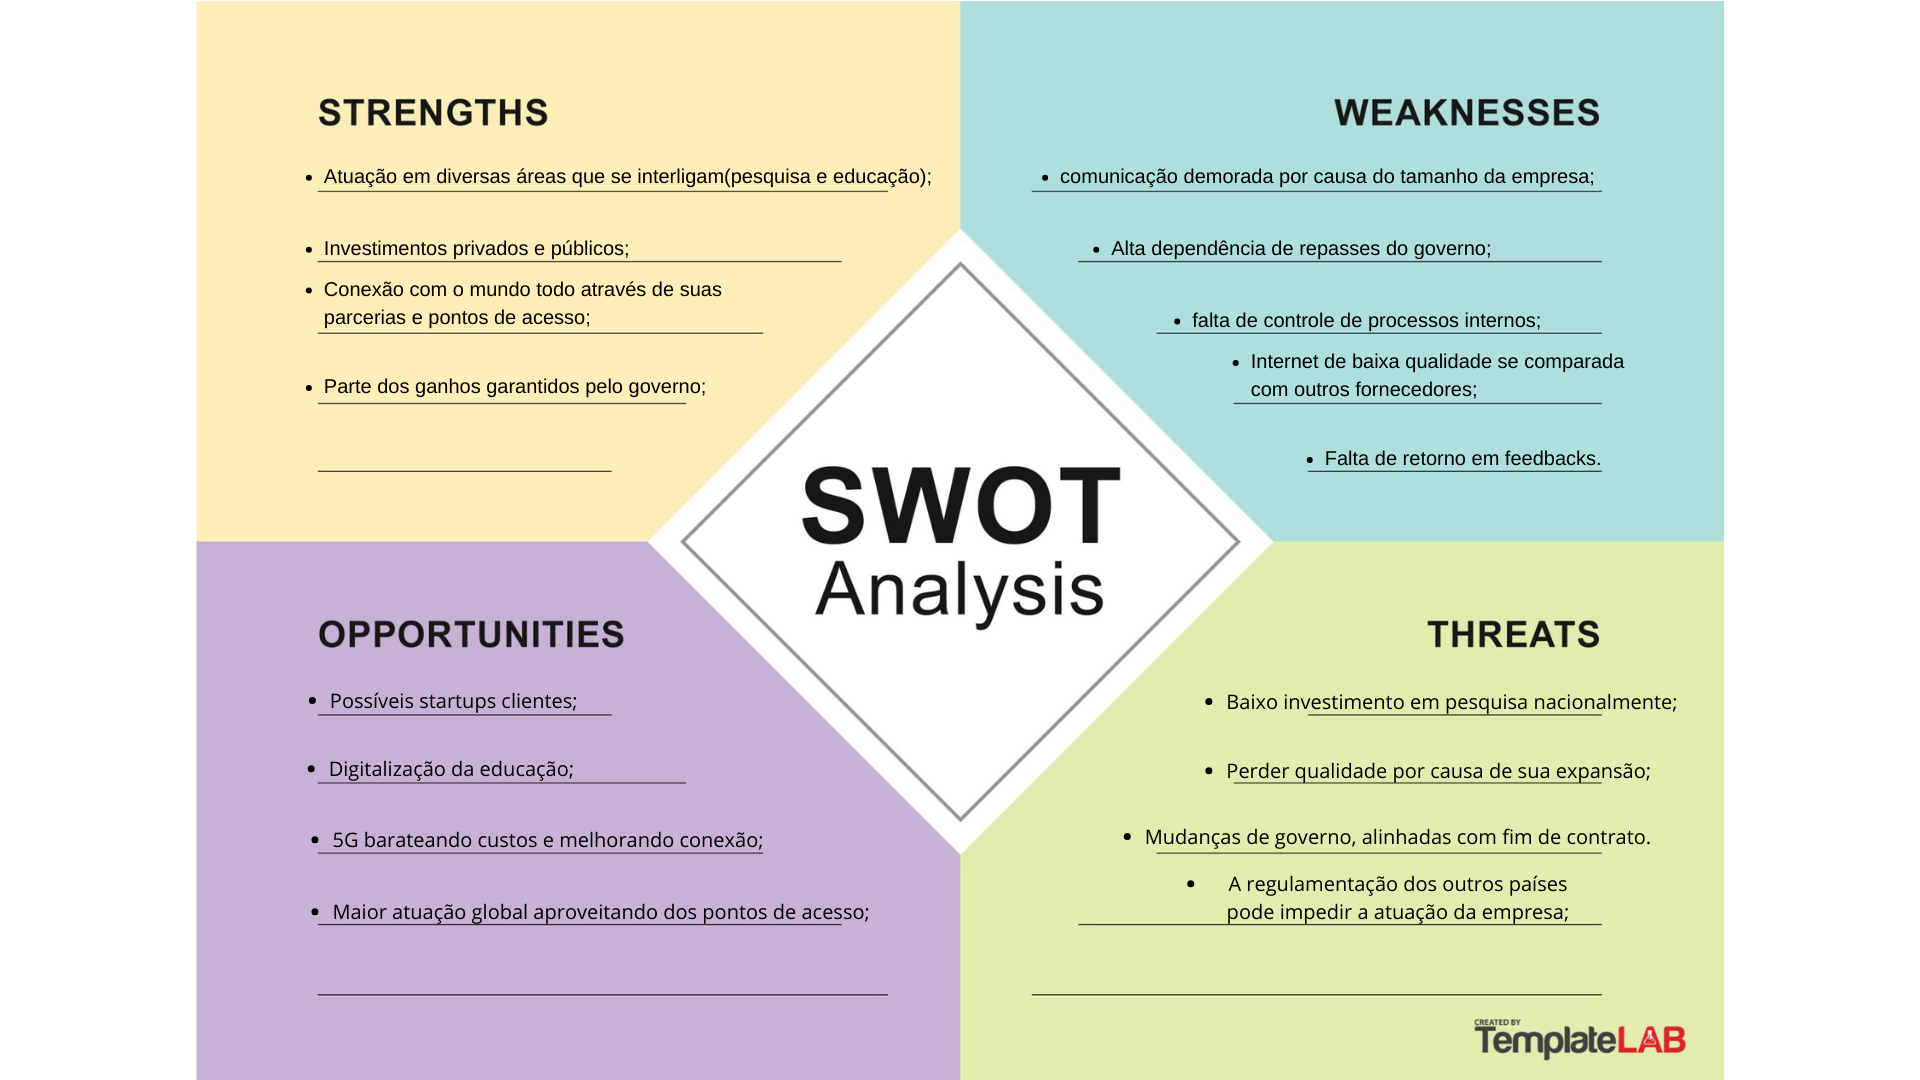 STRENGTHS
Atuação em diversas áreas que se interligam(pesquisa e educação);
Investimentos privados e públicos;
Conexão com o mundo todo através de suas
parcerias e pontos de acesso;
Parte dos ganhos garantidos pelo governo;
WEAKNESSES
comunicação demorada por causa do tamanho da empresa;
Alta dependência de repasses do governo;
falta de controle de processos internos;
Internet de baixa qualidade se comparada
com outros fornecedores;
Falta de retorno em feedbacks.
SWOT
Analysis
OPPORTUNITIES
Possíveis startups clientes;
Digitalização da educação;
5G barateando custos e melhorando conexão;
Maior atuação global aproveitando dos pontos de acesso;
THREATS
Baixo investimento em pesquisa nacionalmente;
Perder qualidade por causa de sua expansão;
Mudanças de governo, alinhadas com fim de contrato.
A regulamentação dos outros países
pode impedir a atuação da empresa;
CREATED BY
TemplateLAB